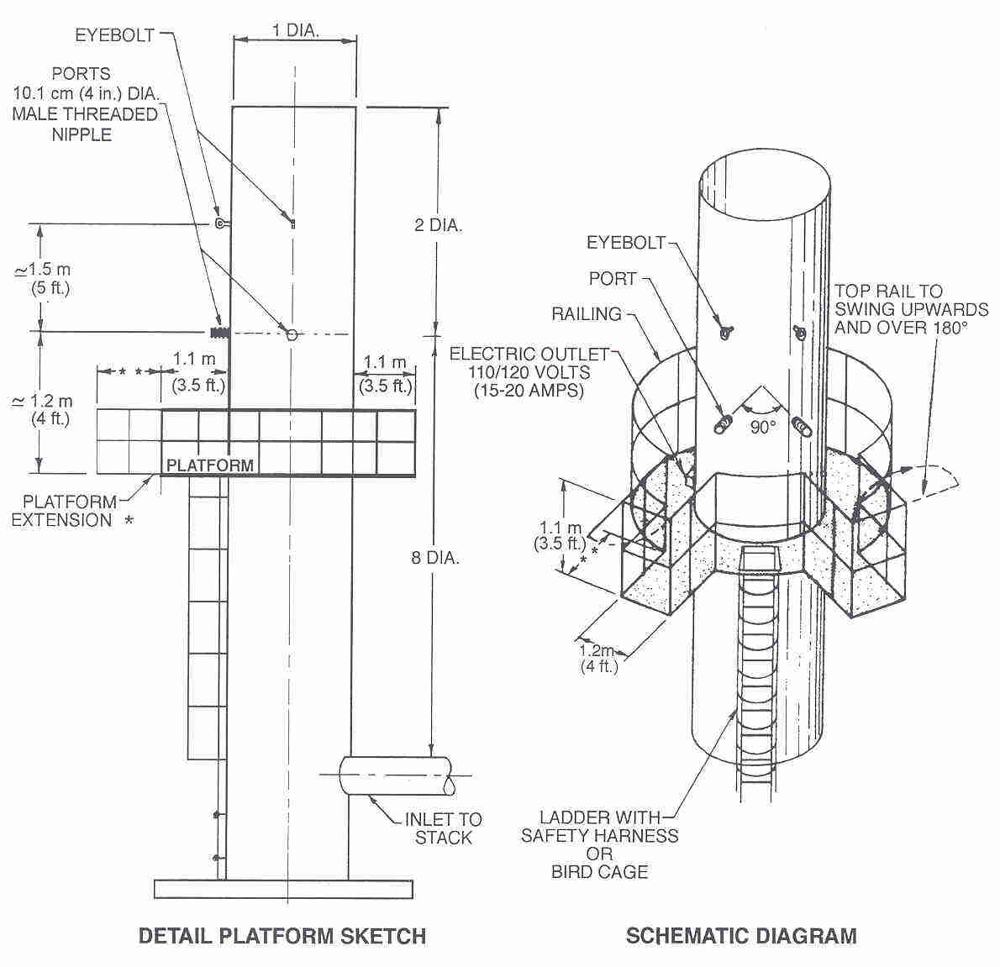 EYEBOLT
1 DIA.
PORTS
10.1 cm (4 in.) DIA.
MALE THREADED
NIPPLE
2 DIA.
≃1.5 m
(5 ft.)
1.1 m
(3.5 ft.)
* *
1.1 m
(3.5 ft.)
≃ 1.2 m
(4 ft.)
PLATFORM
PLATFORM
EXTENSION *
8 DIA.
INLET TO
STACK
DETAIL PLATFORM SKETCH
EYEBOLT
PORT
RAILING
TOP RAIL TO
SWING UPWARDS
AND OVER 180°
ELECTRIC OUTLET
110/120 VOLTS
(15-20 AMPS)
90°
1.1 m
(3.5 ft.)
* *
1.2m
(4 ft.)
LADDER WITH
SAFETY HARNESS
OR
BIRD CAGE
SCHEMATIC DIAGRAM